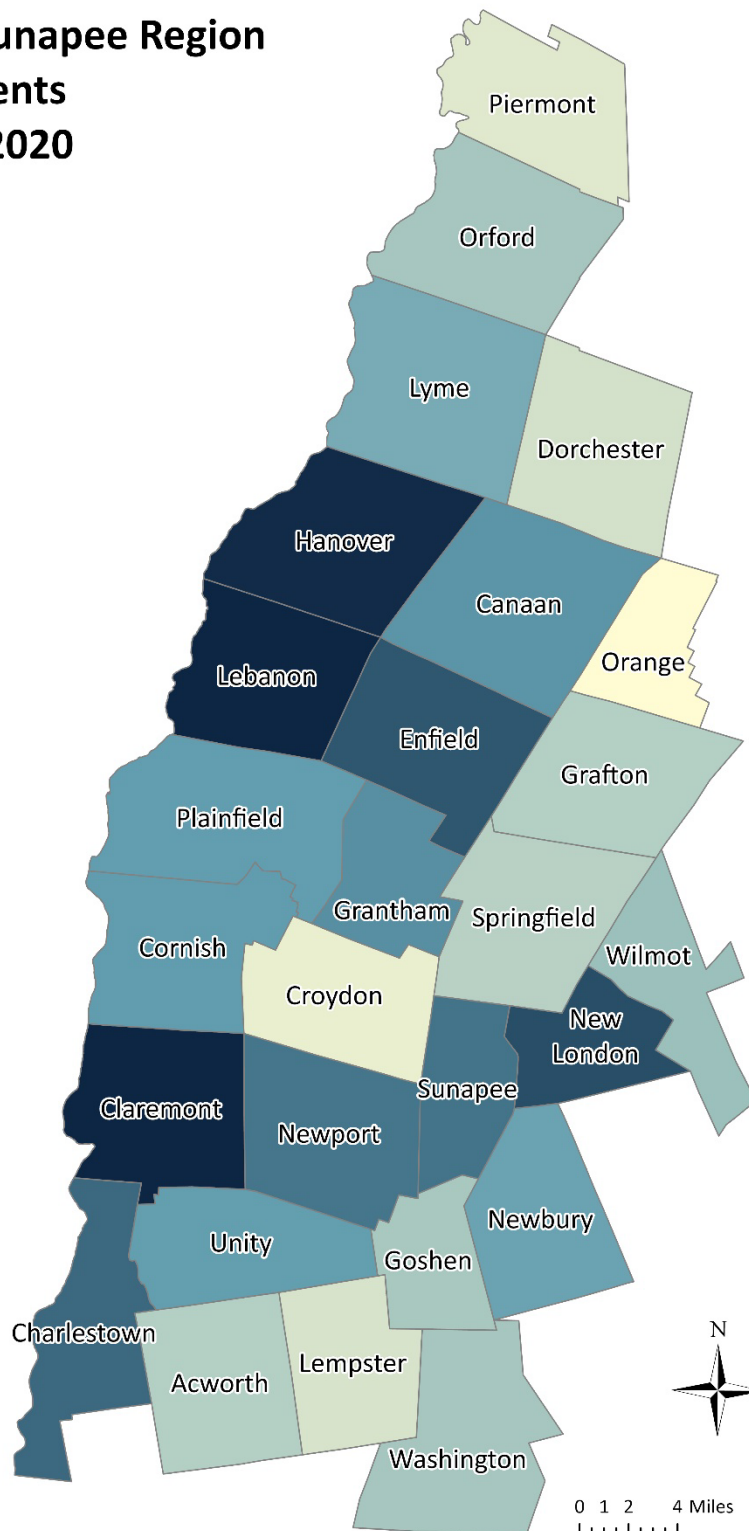 unapee Region
ents
2020
Piermont
Orford
Lyme
Dorchester
Hanover
Canaan
Orange
Lebanon
Enfield
Grafton
Plainfield
Grantham
Springfield
Cornish
Wilmot
Croydon
New
London
Sunapee
Claremont
Newport
Newbury
Unity
Goshen
Charlestown
Lempster
Acworth
N
Washington
0 1 2 4 Miles